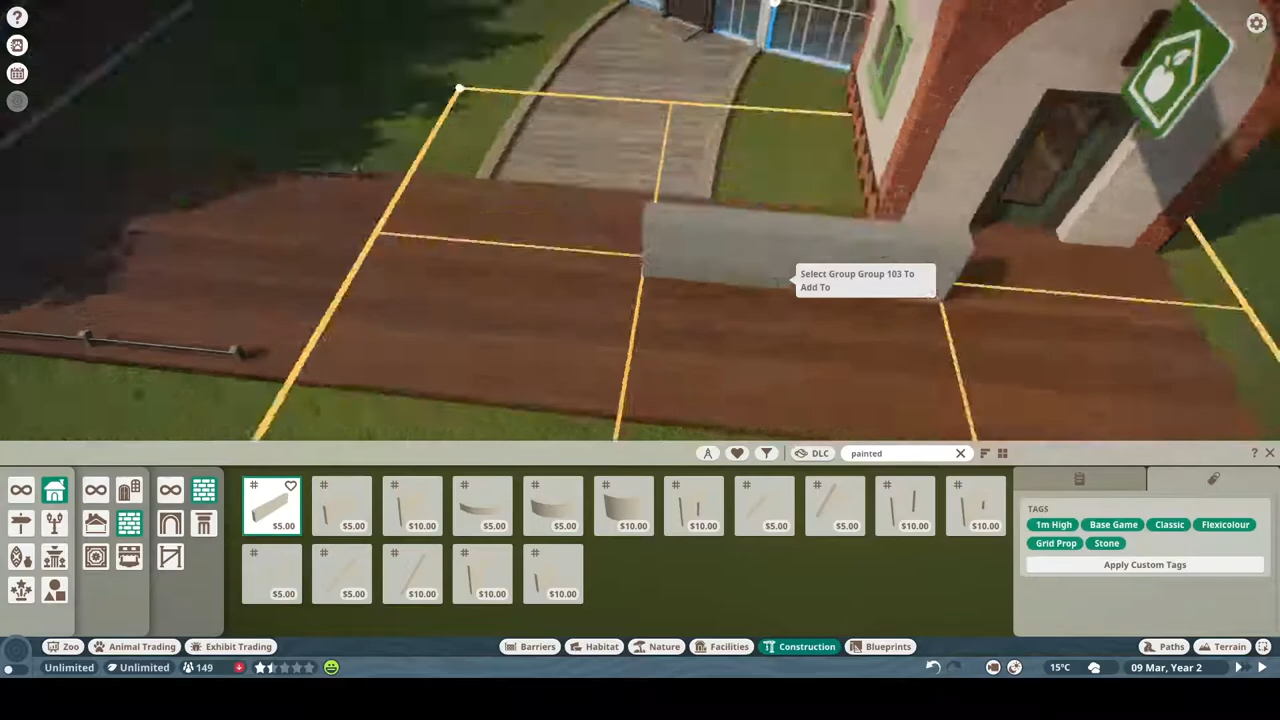 ?
Select Group Group 103 To
Add To
DLC
painted
?
# $5.00
# $5.00
# $10.00
# $5.00
# $5.00
# $10.00
# $10.00
# $5.00
# $5.00
# $10.00
# $10.00
# $5.00
# $5.00
# $10.00
# $10.00
# $10.00
TAGS
1m High
Base Game
Classic
Flexicolour
Grid Prop
Stone
Apply Custom Tags
Zoo
Animal Trading
Exhibit Trading
Barriers
Habitat
Nature
Facilities
Construction
Blueprints
Paths
Terrain
Unlimited
Unlimited
149
15°C
09 Mar, Year 2